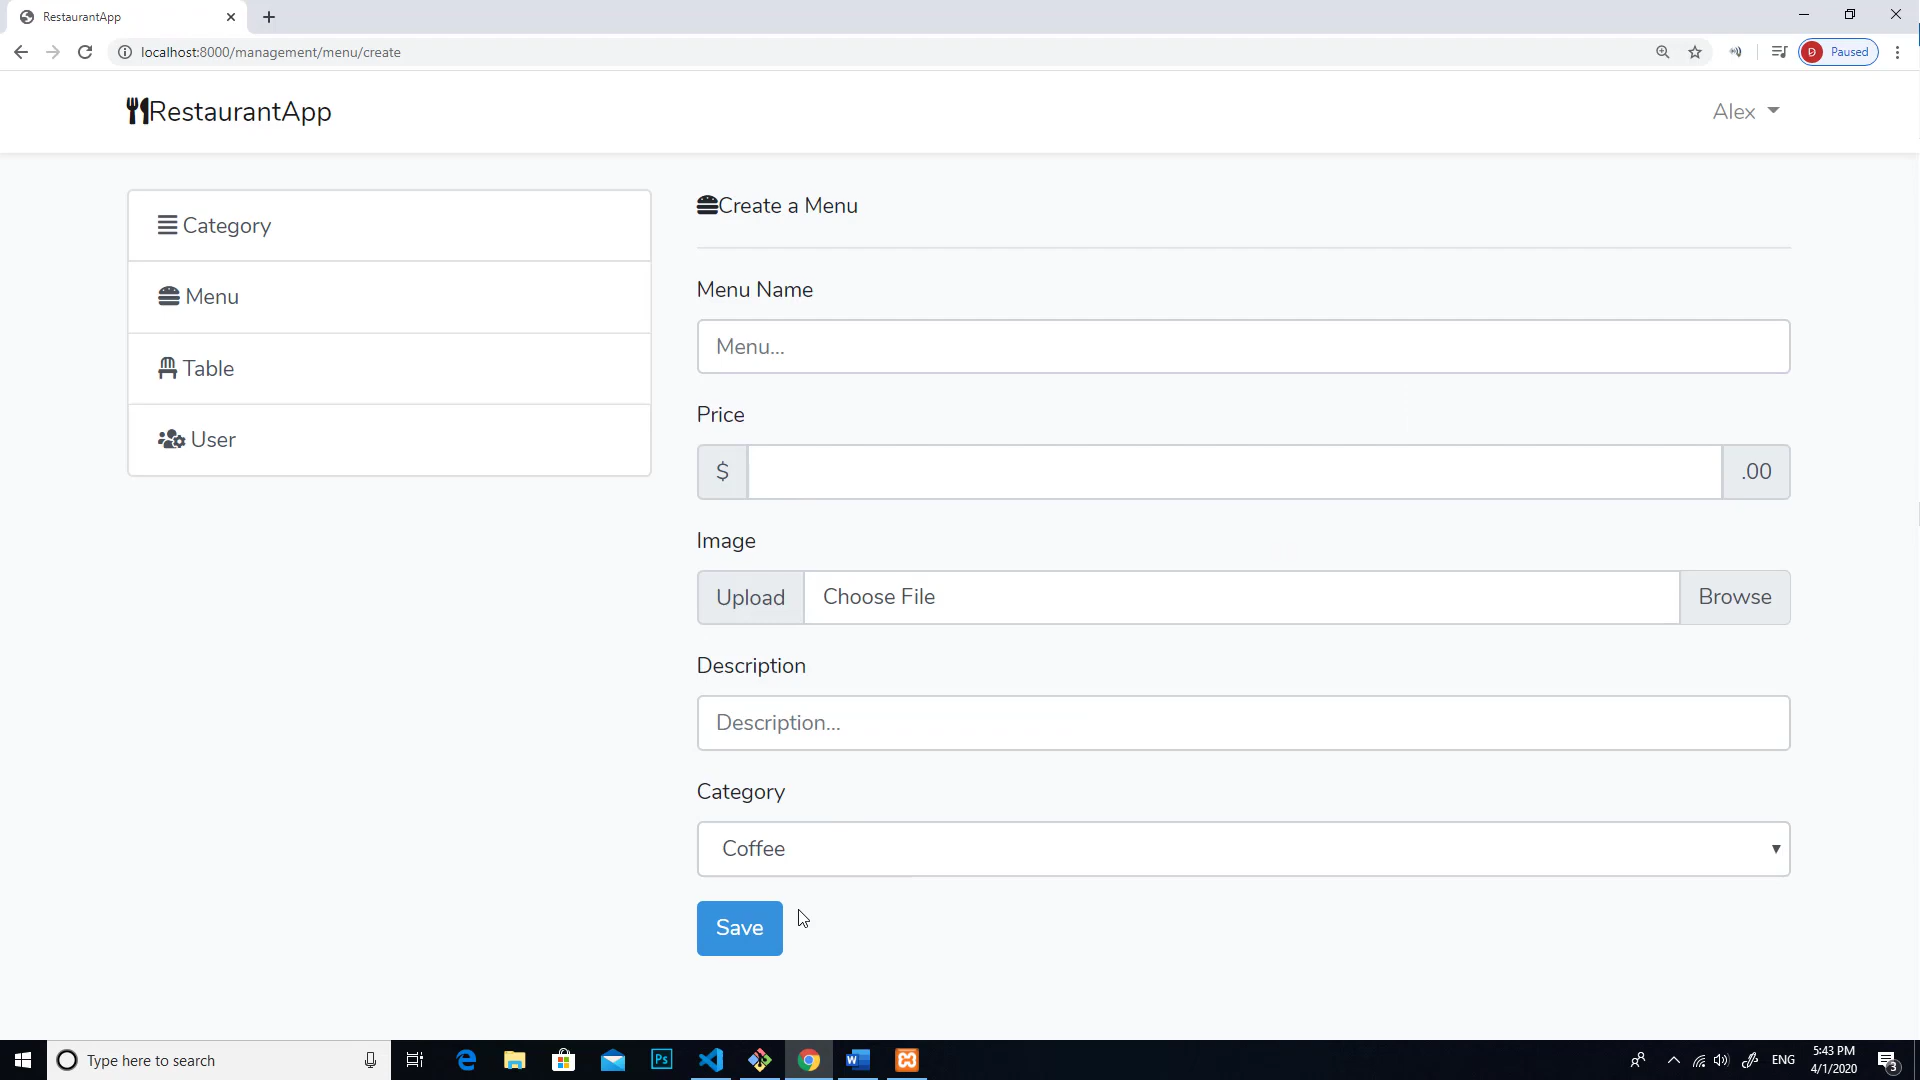 RestaurantApp
localhost:8000/management/menu/create
Paused
RestaurantApp
Alex
Category
Menu
Table
User
Create a Menu
Menu Name
Menu...
Price
$
.00
Image
Upload
Choose File
Browse
Description
Description...
Category
Coffee
Save
Type here to search
Ps
W
ENG
5:43 PM
4/1/2020
3